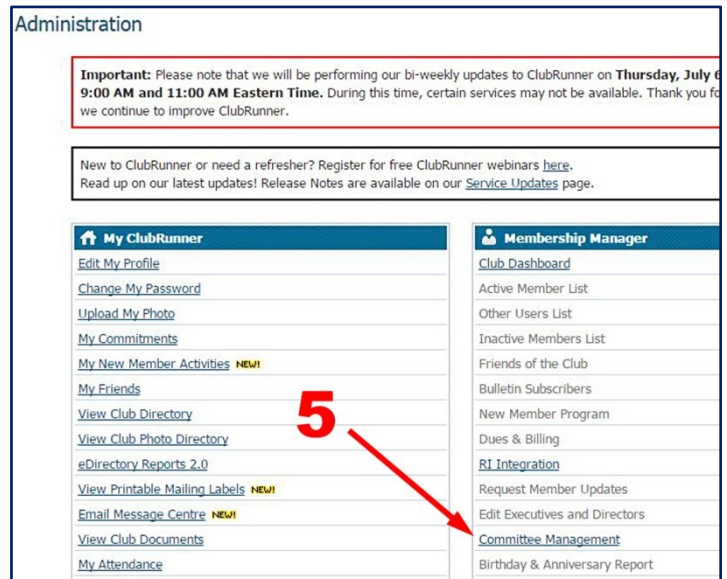 Administration
Important: Please note that we will be performing our bi-weekly updates to ClubRunner on Thursday, July
9:00 AM and 11:00 AM Eastern Time. During this time, certain services may not be available. Thank you
we continue to improve ClubRunner.
New to ClubRunner or need a refresher? Register for free ClubRunner webinars here.
Read up on our latest updates! Release Notes are available on our Service Updates page.
My ClubRunner
Edit My Profile
Change My Password
Upload My Photo
My Commitments
My New Member Activities NEW!
My Friends
View Club Directory
View Club Photo Directory
eDirectory Reports 2.0
View Printable Mailing Labels NEW!
Email Message Centre NEW!
View Club Documents
My Attendance
5
Membership Manager
Club Dashboard
Active Member List
Other Users List
Inactive Members List
Friends of the Club
Bulletin Subscribers
New Member Program
Dues & Billing
RI Integration
Request Member Updates
Edit Executives and Directors
Committee Management
Birthday & Anniversary Report